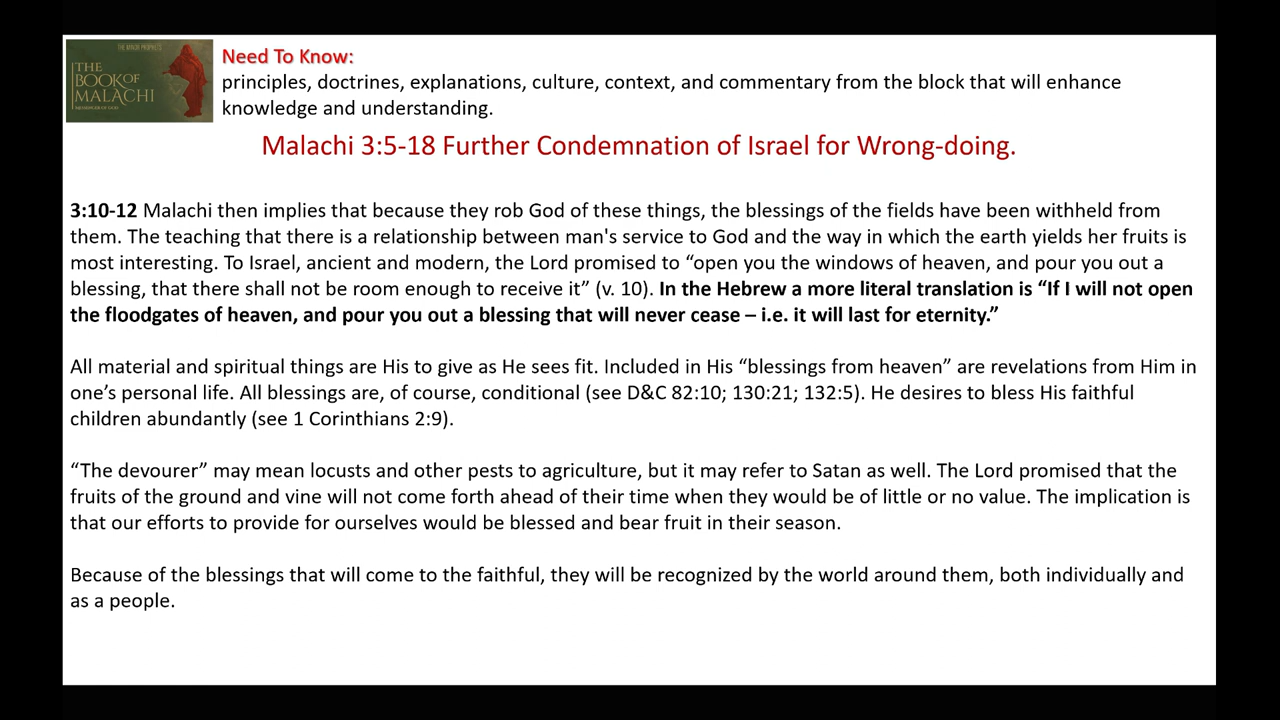 THE MINOR PROPHETS
THE
BOOK OF
MALACHI
Need To Know:
principles, doctrines, explanations, culture, context, and commentary from the block that will enhance
knowledge and understanding.
Malachi 3:5-18 Further Condemnation of Israel for Wrong-doing.
3:10-12 Malachi then implies that because they rob God of these things, the blessings of the fields have been withheld from
them. The teaching that there is a relationship between man's service to God and the way in which the earth yields her fruits is
most interesting. To Israel, ancient and modern, the Lord promised to “open you the windows of heaven, and pour you out a
blessing, that there shall not be room enough to receive it” (v. 10). In the Hebrew a more literal translation is “If I will not open
the floodgates of heaven, and pour you out a blessing that will never cease – i.e. it will last for eternity.”
All material and spiritual things are His to give as He sees fit. Included in His “blessings from heaven” are revelations from Him in
one’s personal life. All blessings are, of course, conditional (see D&C 82:10; 130:21; 132:5). He desires to bless His faithful
children abundantly (see 1 Corinthians 2:9).
“The devourer” may mean locusts and other pests to agriculture, but it may refer to Satan as well. The Lord promised that the
fruits of the ground and vine will not come forth ahead of their time when they would be of little or no value. The implication is
that our efforts to provide for ourselves would be blessed and bear fruit in their season.
Because of the blessings that will come to the faithful, they will be recognized by the world around them, both individually and
as a people.